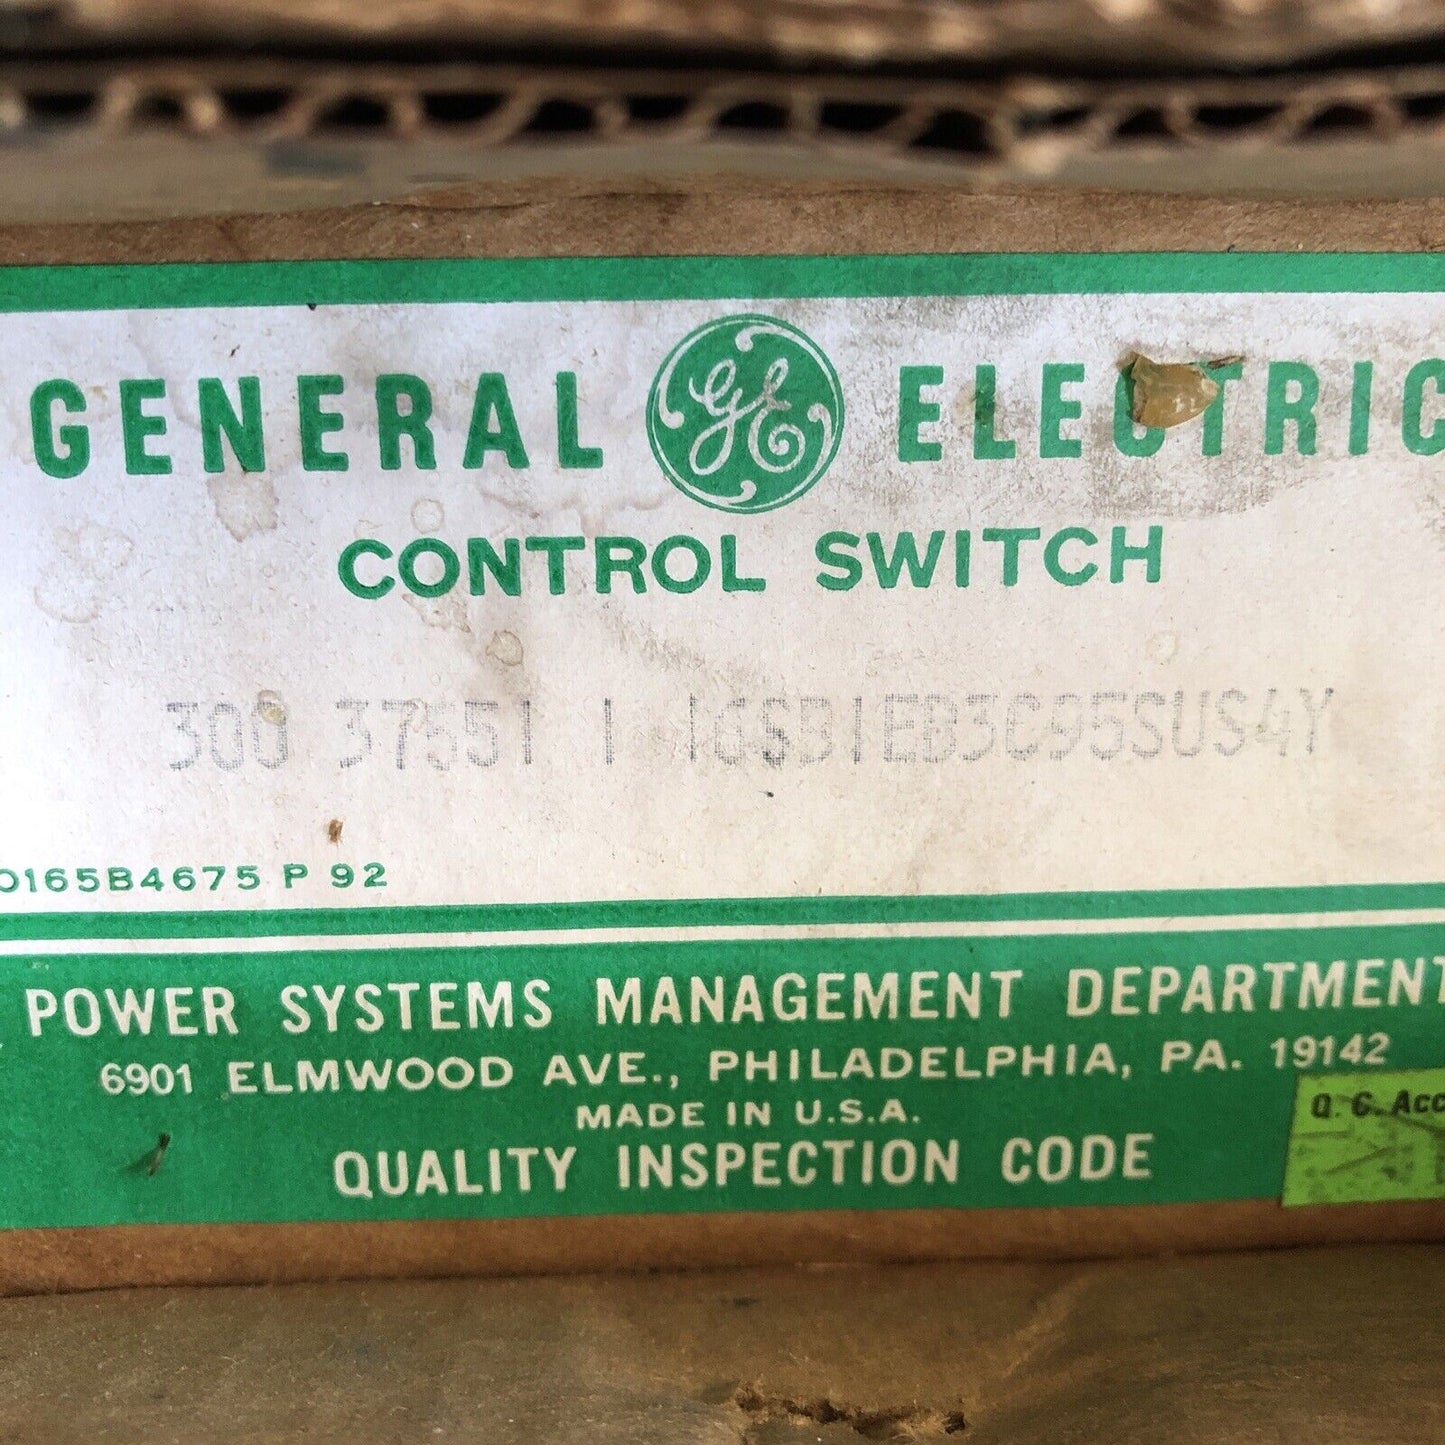 GENERAL GE ELECTRIC
CONTROL SWITCH
300 37551 1 16SB1EB3C95SUS4Y
0165B4675 P 92
POWER SYSTEMS MANAGEMENT DEPARTMENT
6901 ELMWOOD AVE., PHILADELPHIA, PA. 19142
MADE IN U.S.A.
QUALITY INSPECTION CODE
Q. C. Acc